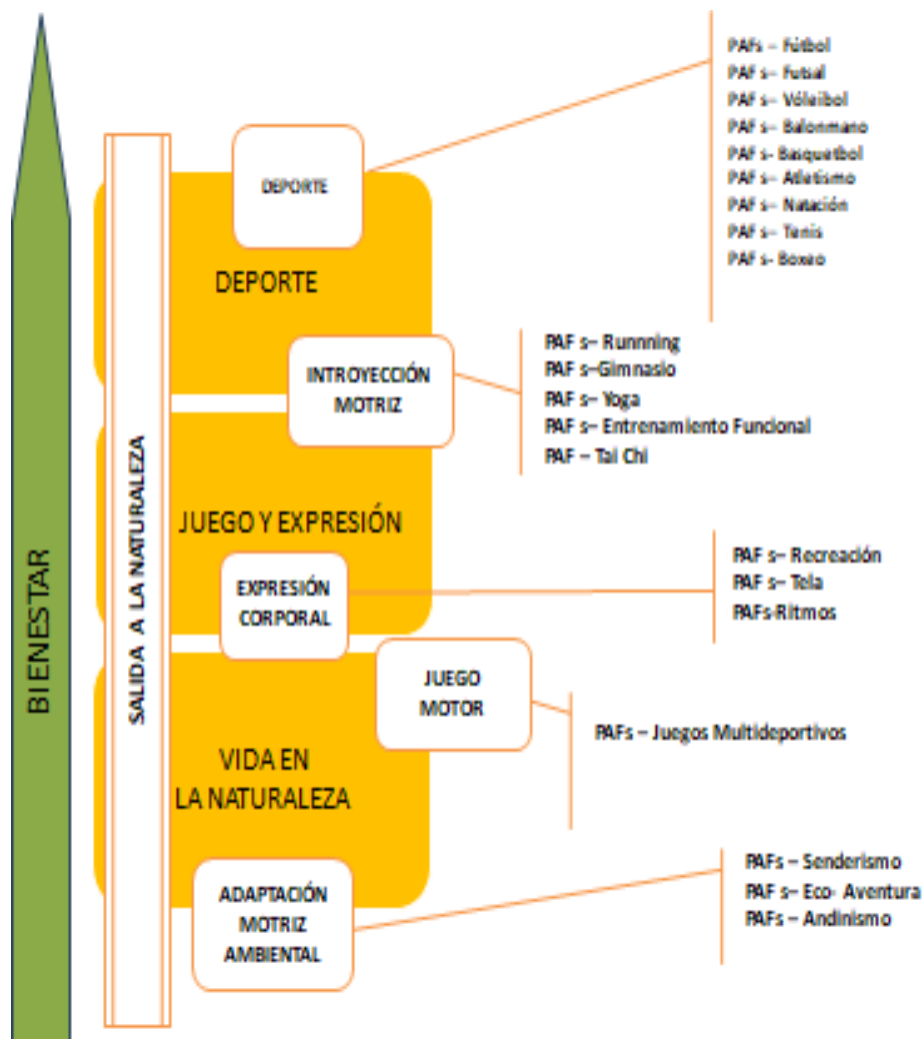 PAFs – Fútbol
PAF s– Futsal
PAF s– Vóleibol
PAF s– Balonmano
PAF s- Basquetbol
PAF s– Atletismo
PAF s– Natación
PAF s– Tenis
PAF s- Boxeo
DEPORTE
DEPORTE
INTROYECCIÓN
MOTRIZ
PAF s– Runnning
PAF s–Gimnasio
PAF s– Yoga
PAF s– Entrenamiento Funcional
PAF – Tai Chi
JUEGO Y EXPRESIÓN
EXPRESIÓN
CORPORAL
PAF s– Recreación
PAF s– Tela
PAFs-Ritmos
JUEGO
MOTOR
PAFs – Juegos Multideportivos
VIDA EN
LA NATURALEZA
ADAPTACIÓN
MOTRIZ
AMBIENTAL
PAFs – Senderismo
PAF s– Eco- Aventura
PAFs – Andinismo
SALIDA A LA NATURALEZA
BIENESTAR